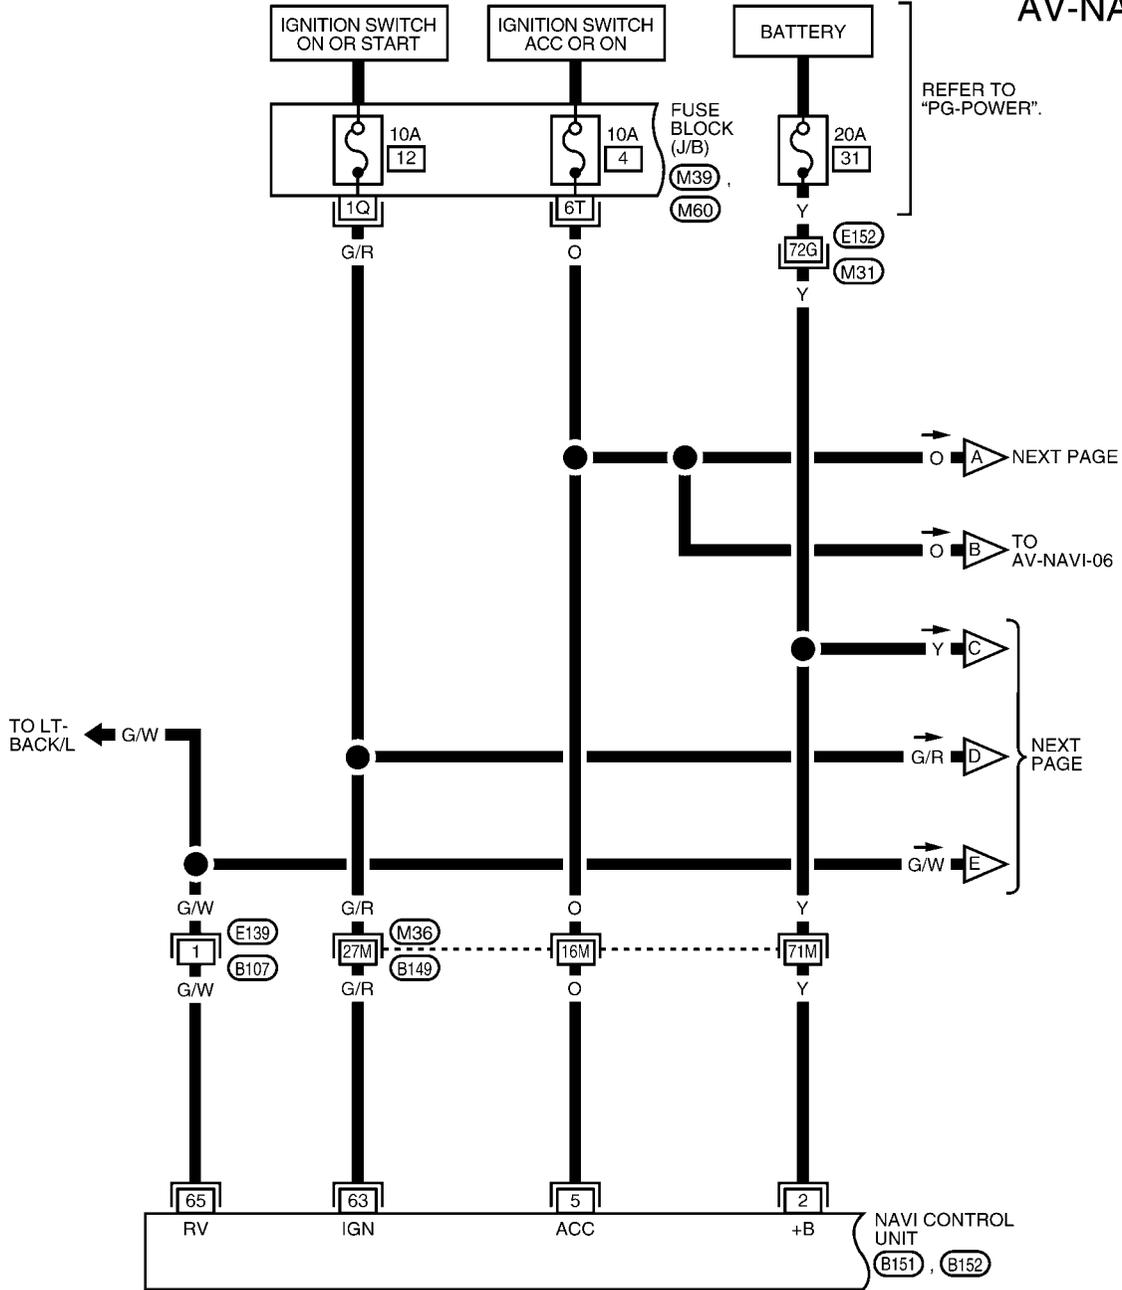 AV-NA
IGNITION SWITCH
ON OR START
IGNITION SWITCH
ACC OR ON
BATTERY
REFER TO
“PG-POWER”.
10A
12
10A
4
FUSE
BLOCK
(J/B)
M39 ,
M60
20A
31
1Q
6T
Y
G/R
O
72G
E152
M31
Y
O
A
NEXT PAGE
O
B
TO
AV-NAVI-06
Y
C
TO LT-
BACK/L
G/W
G/R
D
NEXT
PAGE
G/W
E
G/W
G/R
O
Y
1
E139
B107
27M
M36
B149
16M
71M
G/W
G/R
O
Y
65
63
5
2
RV
IGN
ACC
+B
NAVI CONTROL
UNIT
B151 , B152